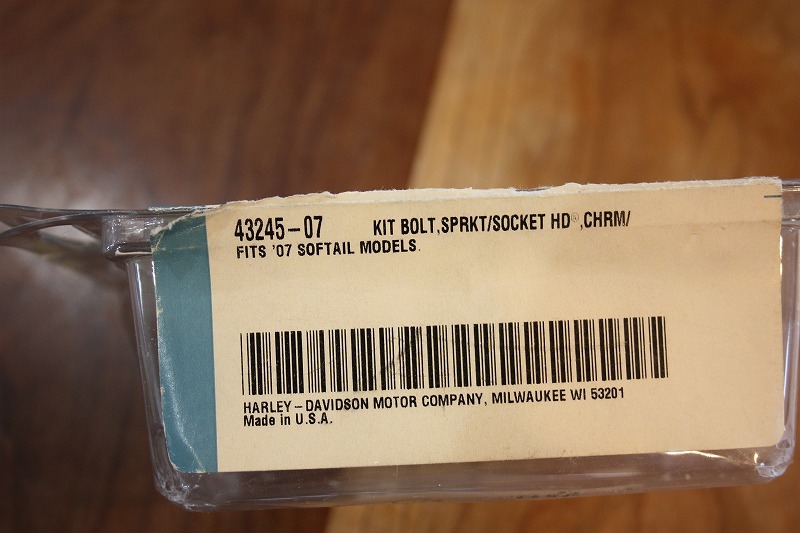 43245-07 KIT BOLT,SPRKT/SOCKET HD®,CHRM/
FITS '07 SOFTAIL MODELS.
HARLEY-DAVIDSON MOTOR COMPANY, MILWAUKEE WI 53201
Made in U.S.A.